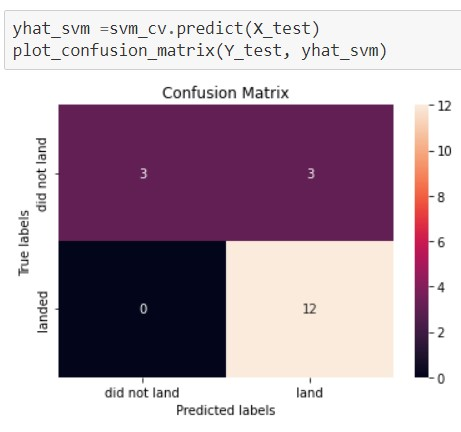 yhat_svm =svm_cv.predict(X_test)
plot_confusion_matrix(Y_test, yhat_svm)
Confusion Matrix
did not land
3
3
landed
0
12
True labels
did not land
land
Predicted labels
12
10
8
6
4
2
0